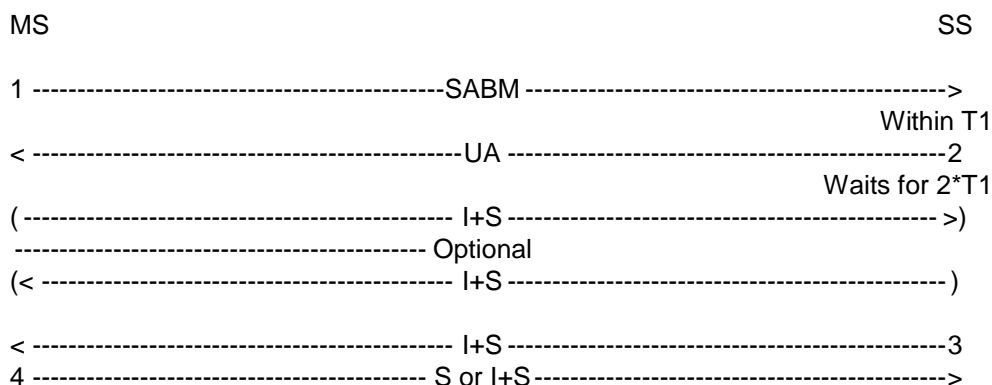 MS SS
1 ----------------------------------------------SABM ----------------------------------------------->
Within T1
< ------------------------------------------------UA -------------------------------------------------2
Waits for 2*T1
( ------------------------------------------------ I+S ------------------------------------------------ >)
---------------------------------------------- Optional
(< ---------------------------------------------- I+S ------------------------------------------------- )
< ----------------------------------------------- I+S -------------------------------------------------3
4 -------------------------------------------- S or I+S----------------------------------------------->